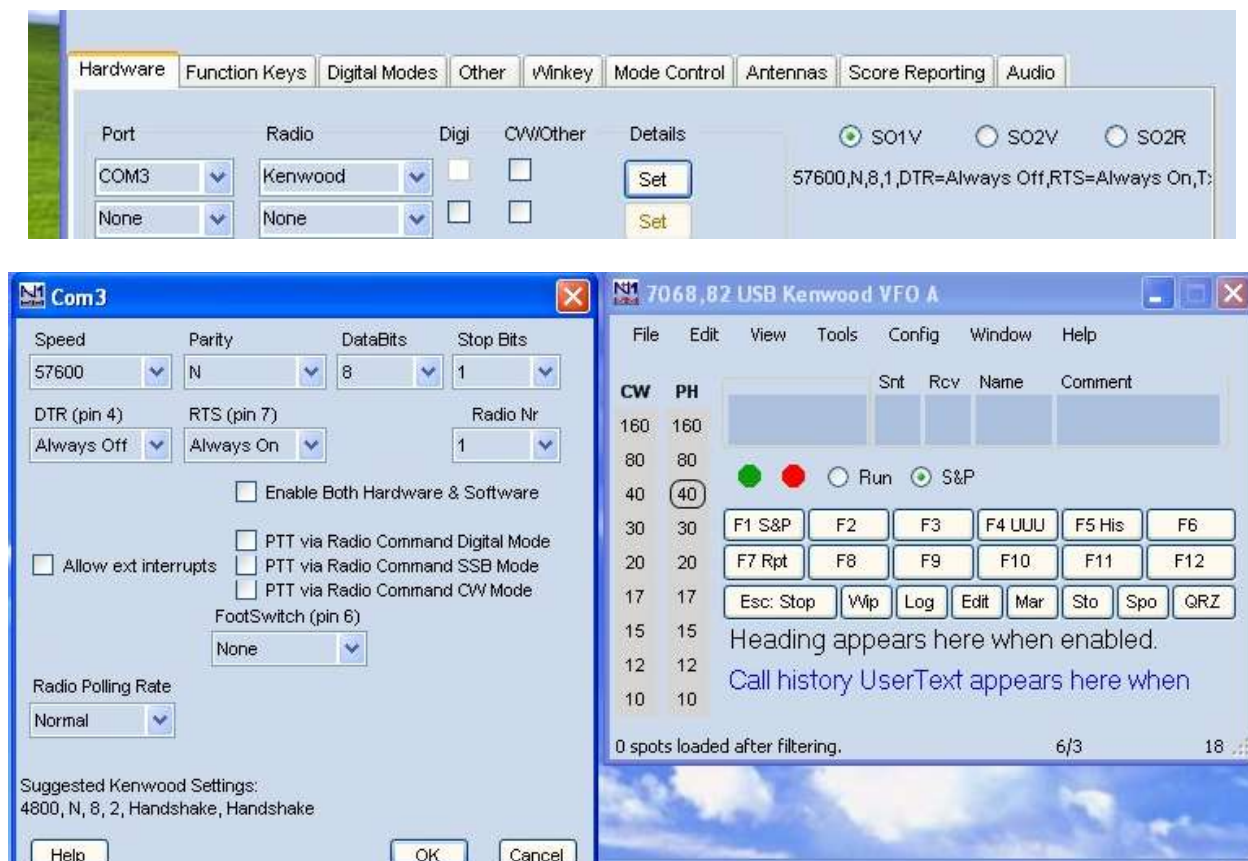 Hardware Function Keys Digital Modes Other Winkey Mode Control Antennas Score Reporting Audio
Port Radio Digi CW/Other Details SO1V SO2V SO2R
COM3 Kenwood Set 57600,N,8,1,DTR=Always Off,RTS=Always On,T
None None Set
N1MM Com3
Speed Parity DataBits Stop Bits
57600 N 8 1
DTR (pin 4) RTS (pin 7) Radio Nr
Always Off Always On 1
Enable Both Hardware & Software
PTT via Radio Command Digital Mode
Allow ext interrupts PTT via Radio Command SSB Mode
PTT via Radio Command CW Mode
FootSwitch (pin 6)
None
Radio Polling Rate
Normal
Suggested Kenwood Settings:
4800, N, 8, 2, Handshake, Handshake
Help OK Cancel
7068,82 USB Kenwood VFO A
File Edit View Tools Config Window Help
Snt Rcv Name Comment
CW PH
160 160
80 80
40 40 Run S&P
30 30 F1 S&P F2 F3 F4 UUU F5 His F6
20 20 F7 Rpt F8 F9 F10 F11 F12
17 17 Esc: Stop Wip Log Edit Mar Sto Spo QRZ
15 15 Heading appears here when enabled.
12 12 Call history UserText appears here when
10 10
0 spots loaded after filtering. 6/3 18